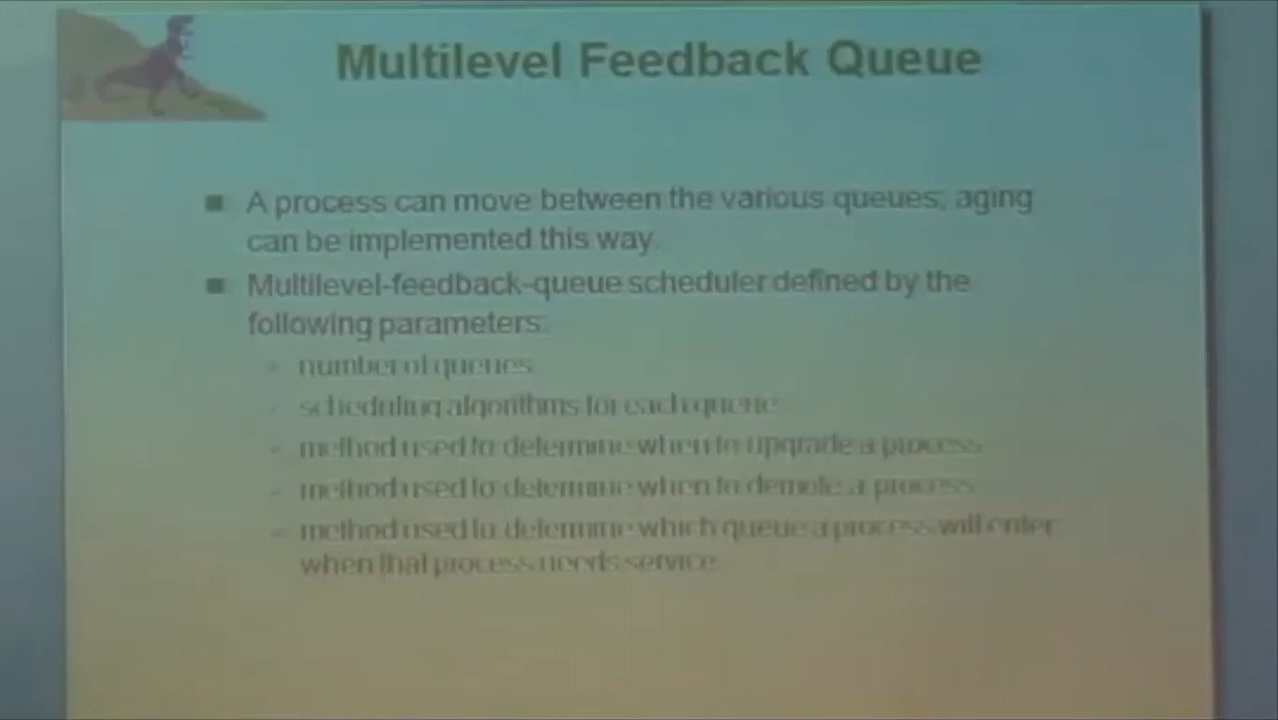 Multilevel Feedback Queue
A process can move between the various queues; aging
can be implemented this way.
Multilevel-feedback-queue scheduler defined by the
following parameters:
number of queues
scheduling algorithms for each queue
method used to determine when to upgrade a process
method used to determine when to demote a process
method used to determine which queue a process will enter
when that process needs service